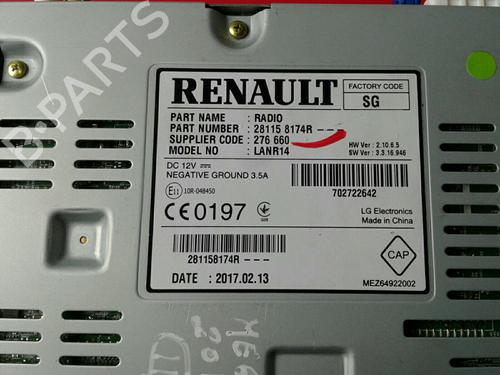 B-PARTS
RENAULT
FACTORY CODE
SG
PART NAME : RADIO
PART NUMBER : 28115 8174R ---
SUPPLIER CODE : 276 660
MODEL NO : LANR14
HW Ver : 2.10.6.5
SW Ver : 3.3.16.946
DC 12V
NEGATIVE GROUND 3.5A
E11 10R-048450
702722642
CE0197
LG Electronics
Made in China
281158174R ---
CAP
DATE : 2017.02.13
MEZ64922002